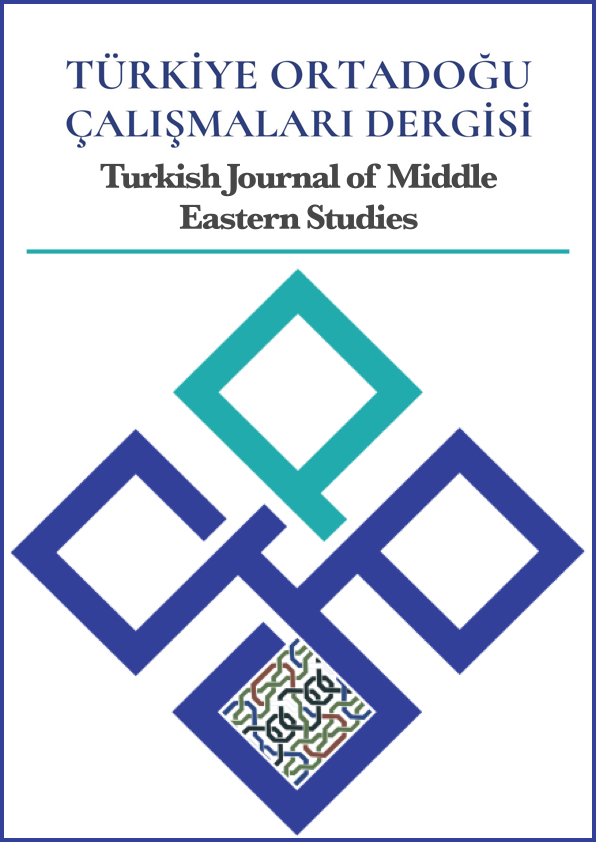 TÜRKİYE ORTADOĞU
ÇALIŞMALARI DERGİSİ
Turkish Journal of Middle
Eastern Studies